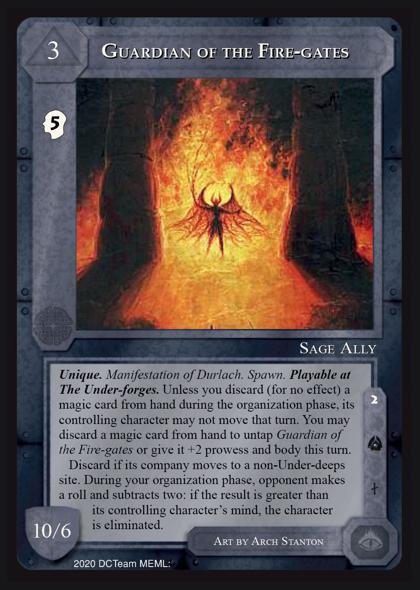 3
GUARDIAN OF THE FIRE-GATES
5
SAGE ALLY
Unique. Manifestation of Durlach. Spawn. Playable at
The Under-forges. Unless you discard (for no effect) a
magic card from hand during the organization phase, its
controlling character may not move that turn. You may
discard a magic card from hand to untap Guardian of
the Fire-gates or give it +2 prowess and body this turn.
Discard if its company moves to a non-Under-deeps
site. During your organization phase, opponent makes
a roll and subtracts two: if the result is greater than
its controlling character's mind, the character
is eliminated.
2
10/6
ART BY ARCH STANTON
2020 DCTeam MEML: